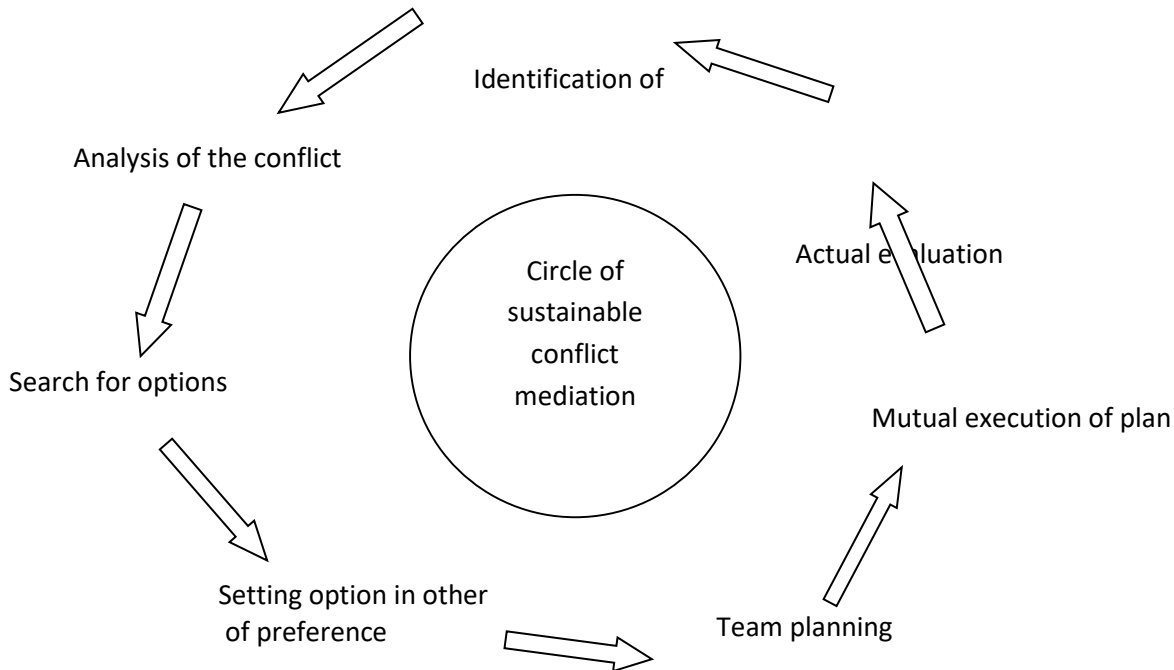 Identification of
Analysis of the conflict
Search for options
Setting option in other
of preference
Team planning
Mutual execution of plan
Actual evaluation
Circle of
sustainable
conflict
mediation